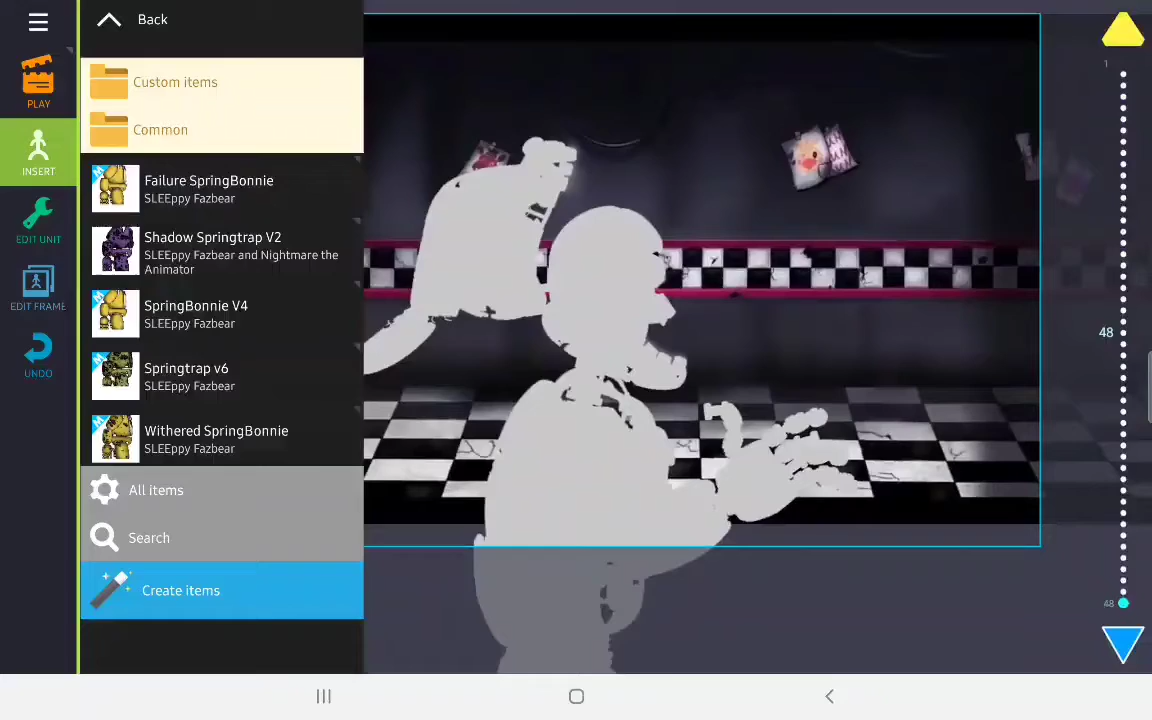 Back
PLAY
INSERT
EDIT UNIT
EDIT FRAME
UNDO
Custom items
Common
Failure SpringBonnie
SLEEppy Fazbear
Shadow Springtrap V2
SLEEppy Fazbear and Nightmare the
Animator
SpringBonnie V4
SLEEppy Fazbear
Springtrap v6
SLEEppy Fazbear
Withered SpringBonnie
SLEEppy Fazbear
All items
Search
Create items
1
48
48